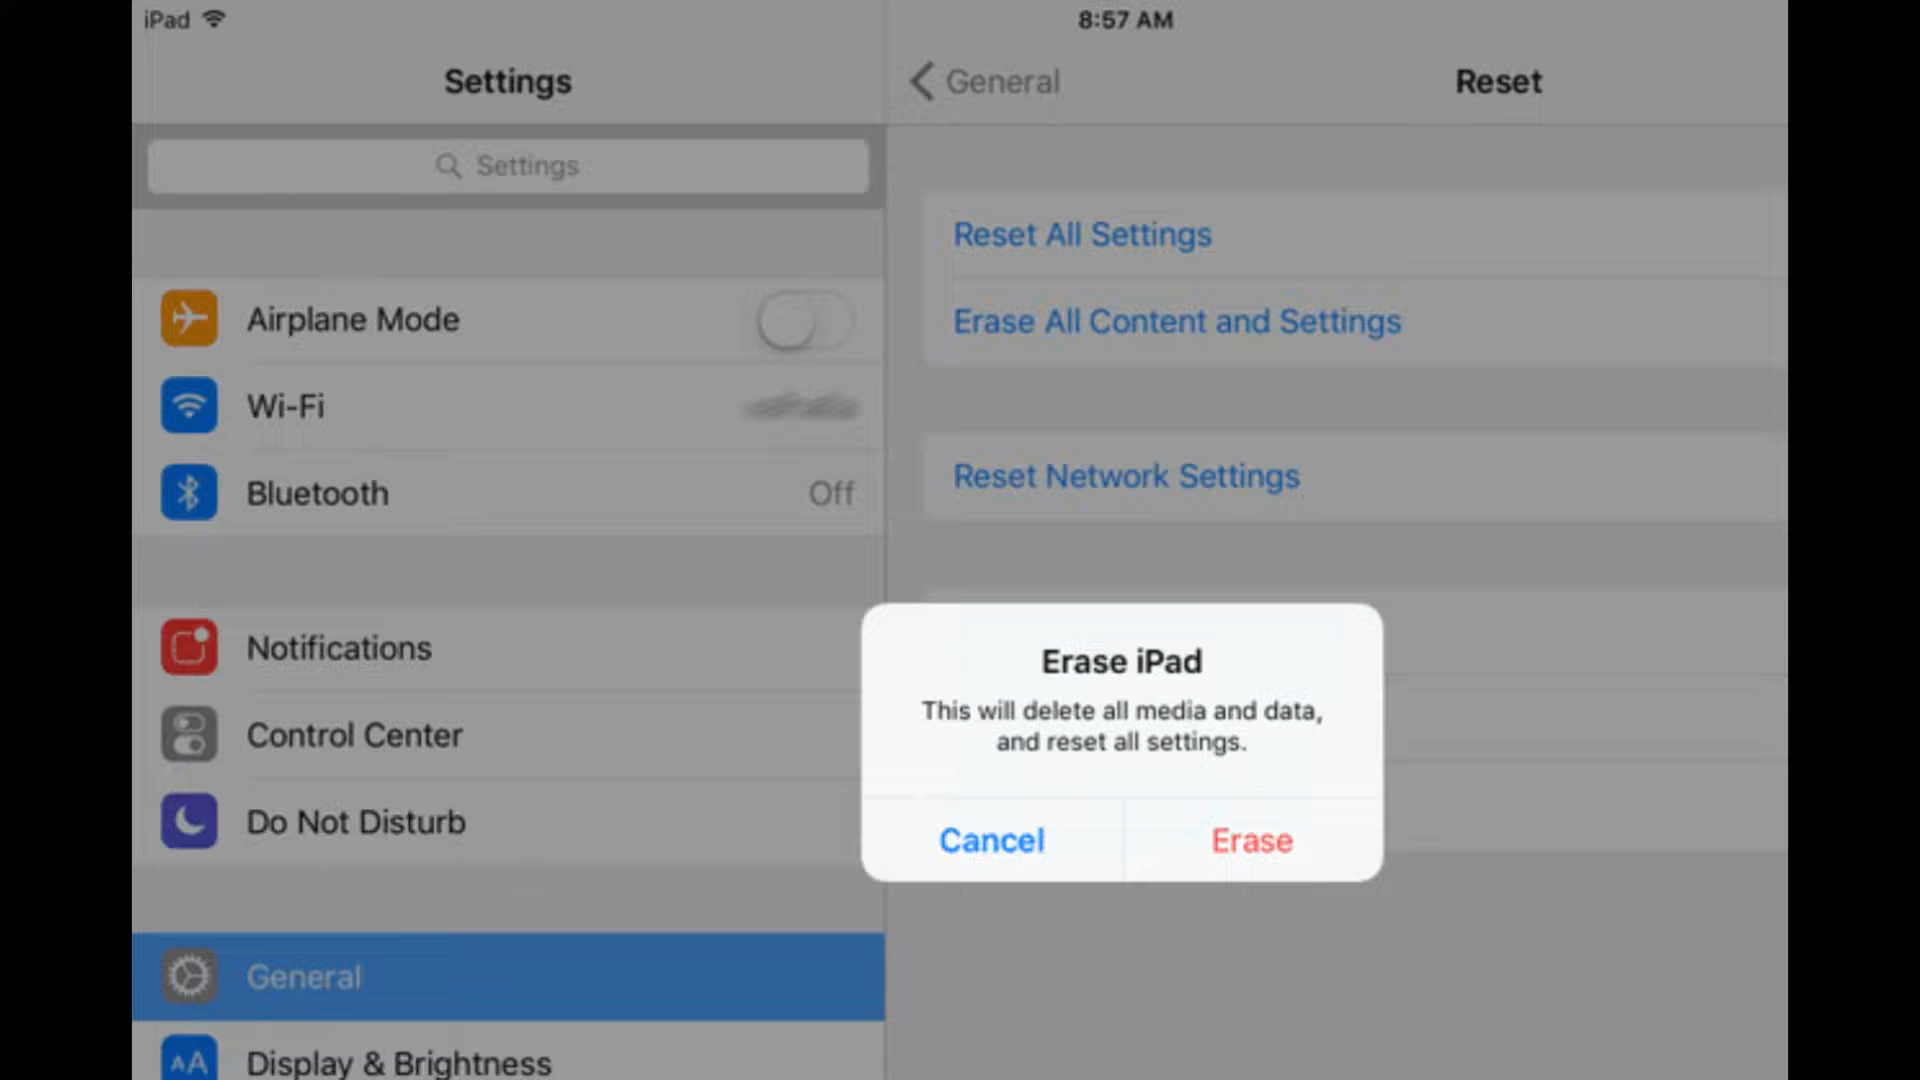 iPad
8:57 AM
Settings
General
Reset
Settings
Airplane Mode
Wi-Fi
Bluetooth
Off
Notifications
Control Center
Do Not Disturb
General
AA
Display & Brightness
Reset All Settings
Erase All Content and Settings
Reset Network Settings
Erase iPad
This will delete all media and data,
and reset all settings.
Cancel
Erase